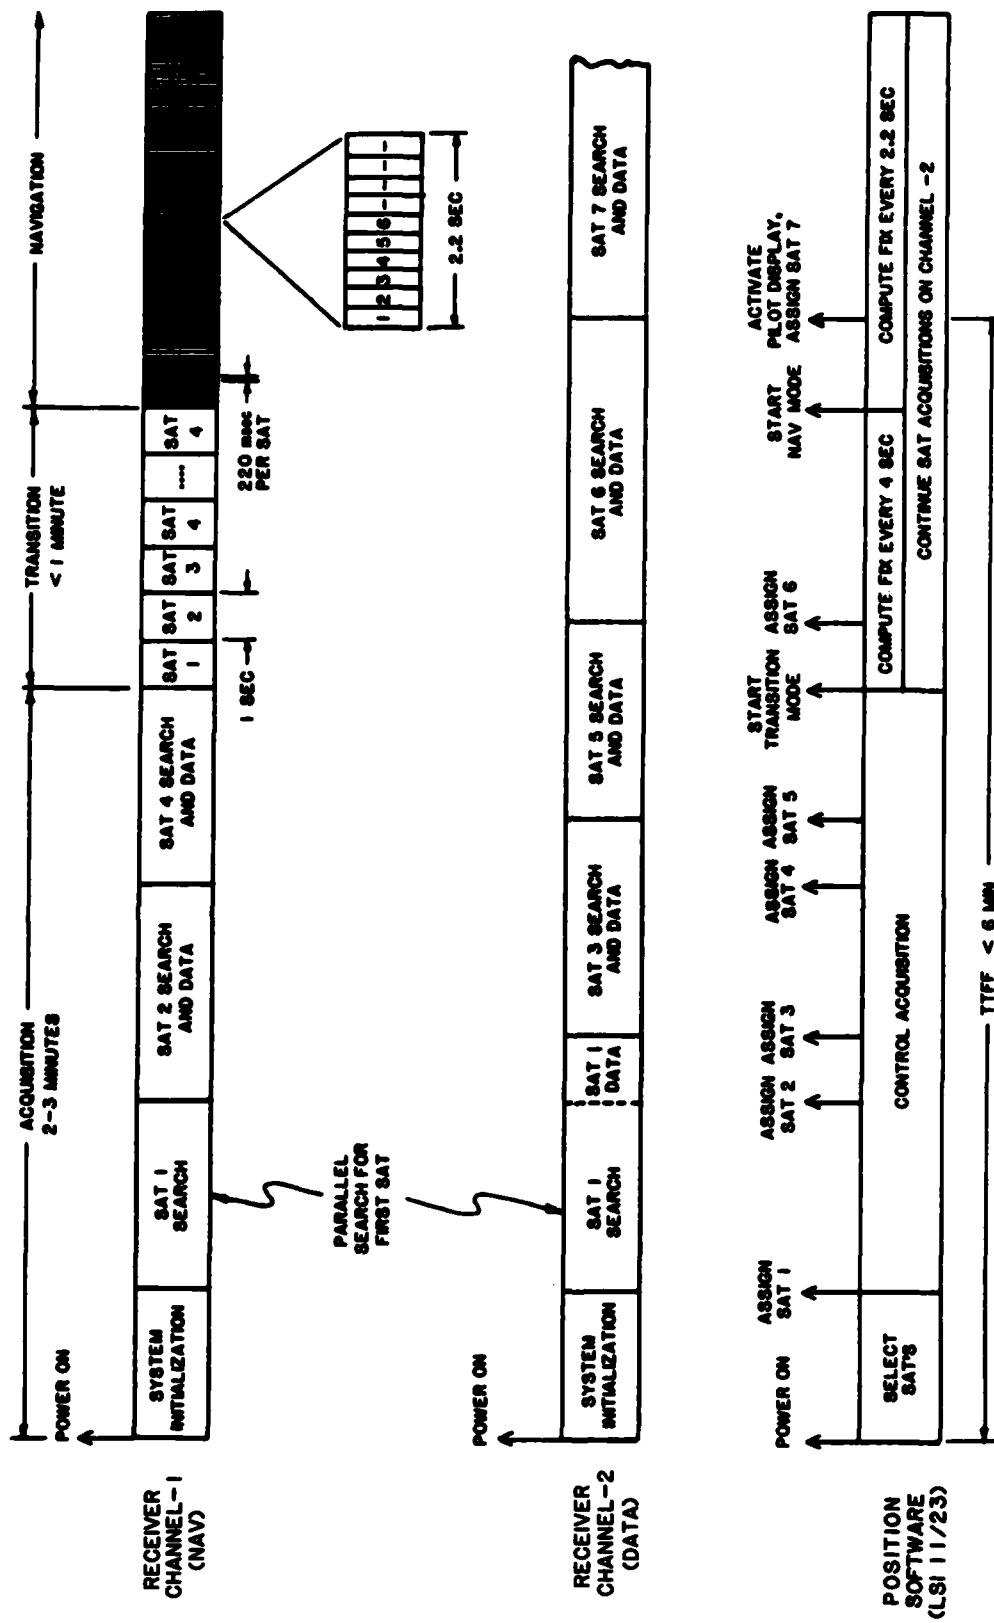 ACQUISITION
2-3 MINUTES
TRANSITION
< 1 MINUTE
NAVIGATION
POWER ON
RECEIVER
CHANNEL-1
(NAV)
SYSTEM
INITIALIZATION
SAT 1
SEARCH
SAT 2 SEARCH
AND DATA
SAT 4 SEARCH
AND DATA
SAT
1
SAT
2
SAT
3
SAT
4
----
SAT
4
1 SEC
220 msec
PER SAT
1 2 3 4 5 6 - - - -
2.2 SEC
PARALLEL
SEARCH FOR
FIRST SAT
POWER ON
RECEIVER
CHANNEL-2
(DATA)
SYSTEM
INITIALIZATION
SAT 1
SEARCH
SAT 1
DATA
SAT 3 SEARCH
AND DATA
SAT 5 SEARCH
AND DATA
SAT 6 SEARCH
AND DATA
SAT 7 SEARCH
AND DATA
POWER ON
ASSIGN
SAT 1
ASSIGN
SAT 2
ASSIGN
SAT 3
ASSIGN
SAT 4
ASSIGN
SAT 5
START
TRANSITION
MODE
ASSIGN
SAT 6
START
NAV MODE
ACTIVATE
PILOT DISPLAY,
ASSIGN SAT 7
POSITION
SOFTWARE
(LSI 11/23)
SELECT
SAT'S
CONTROL ACQUISITION
COMPUTE FIX EVERY 4 SEC
COMPUTE FIX EVERY 2.2 SEC
CONTINUE SAT ACQUISITIONS ON CHANNEL-2
TTFF < 6 MIN